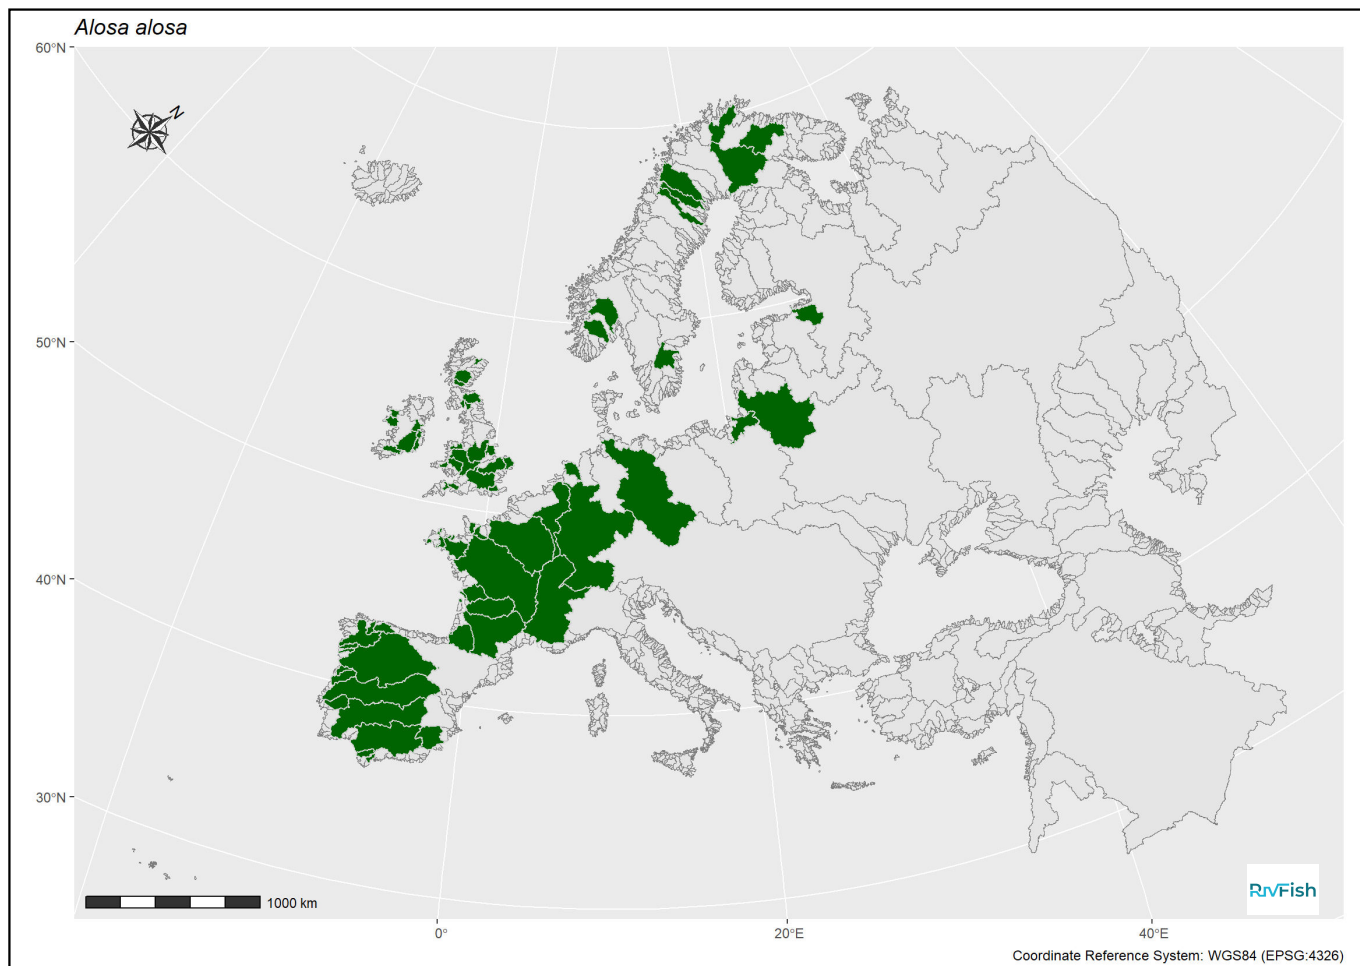 Alosa alosa
60°N
N
50°N
40°N
30°N
1000 km
RivFish
0°
20°E
40°E
Coordinate Reference System: WGS84 (EPSG:4326)